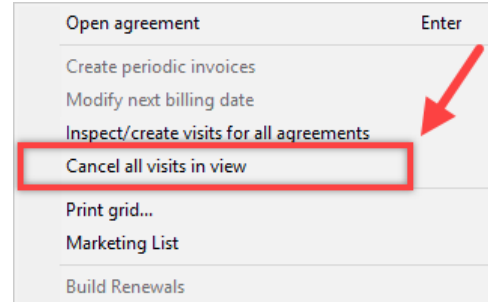 Open agreement Enter
Create periodic invoices
Modify next billing date
Inspect/create visits for all agreements
Cancel all visits in view
Print grid...
Marketing List
Build Renewals